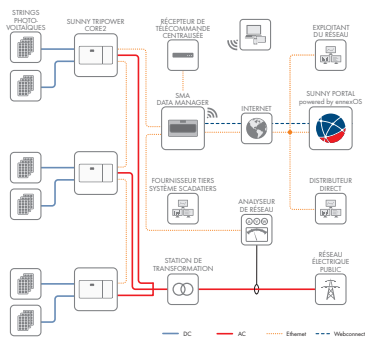 STRINGS
PHOTO-
VOLTAÏQUES
SUNNY TRIPOWER
CORE2
RÉCEPTEUR DE
TÉLÉCOMMANDE
CENTRALISÉE
EXPLOITANT
DU RÉSEAU
SMA
DATA MANAGER
INTERNET
SUNNY PORTAL
powered by ennexOS
FOURNISSEUR TIERS
SYSTÈME SCADATIERS
ANALYSEUR
DE RÉSEAU
DISTRIBUTEUR
DIRECT
STATION DE
TRANSFORMATION
RÉSEAU
ÉLECTRIQUE
PUBLIC
DC
AC
Ethernet
Webconnect